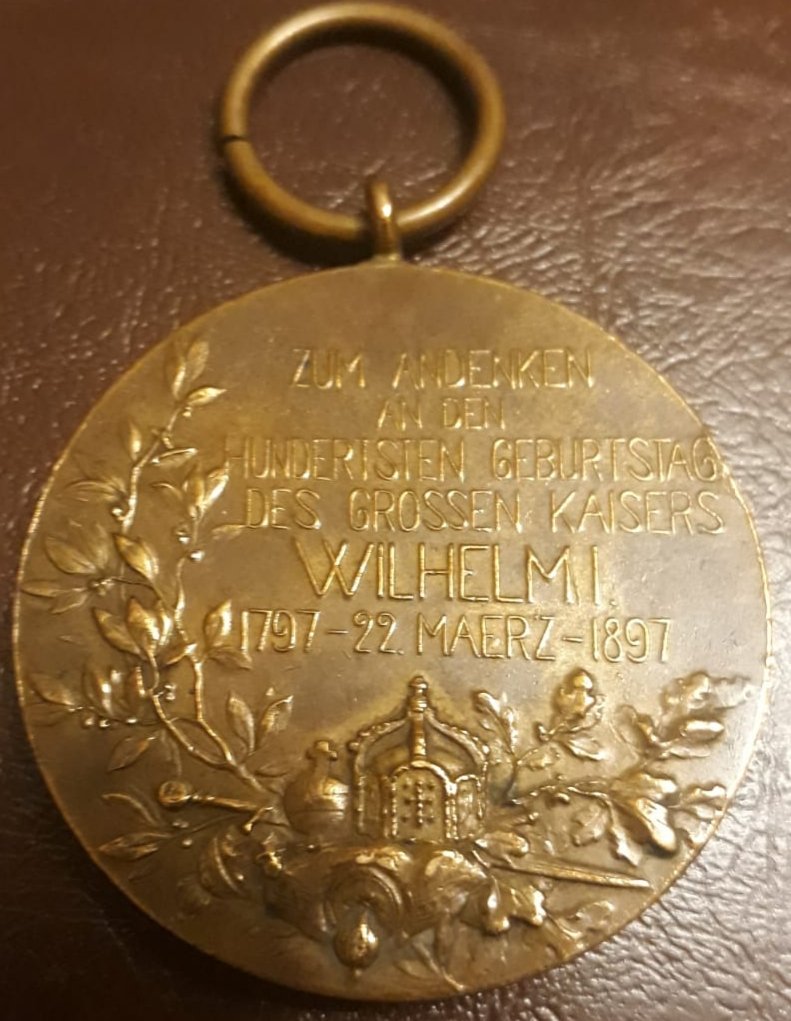 ZUM ANDENKEN
AN DEN
HUNDERTSTEN GEBURTSTAG
DES GROSSEN KAISERS
WILHELM I.
1797-22. MAERZ-1897